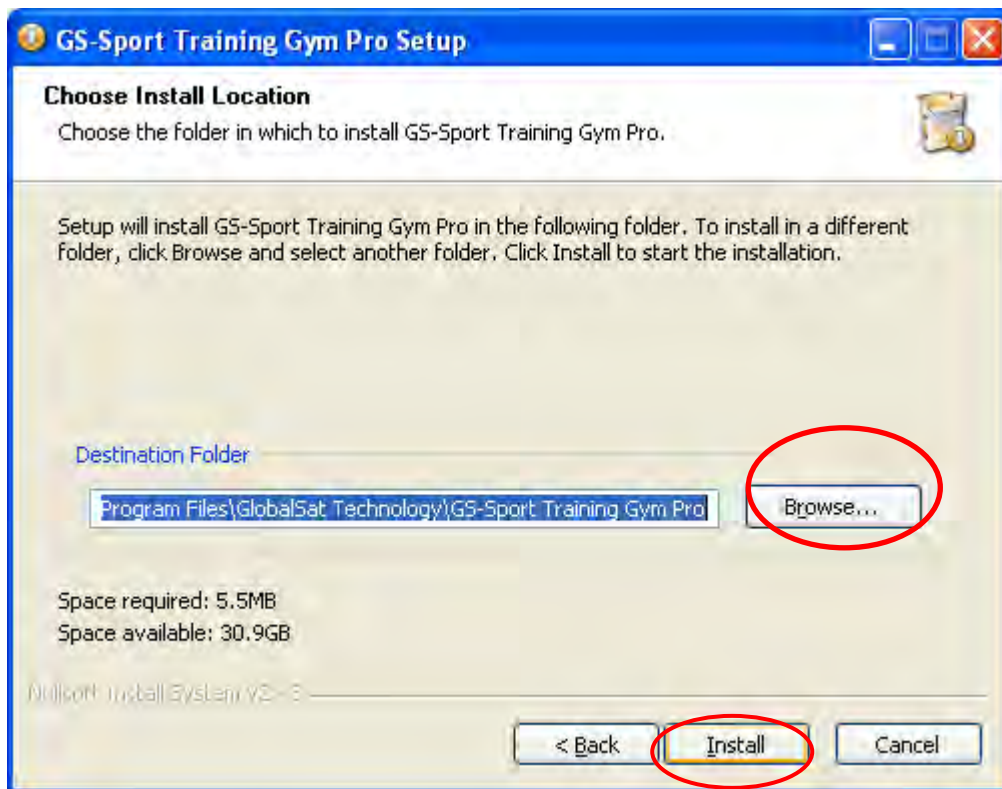 GS-Sport Training Gym Pro Setup
Choose Install Location
Choose the folder in which to install GS-Sport Training Gym Pro.
Setup will install GS-Sport Training Gym Pro in the following folder. To install in a different
folder, click Browse and select another folder. Click Install to start the installation.
Destination Folder
Program Files\GlobalSat Technology\GS-Sport Training Gym Pro
Browse...
Space required: 5.5MB
Space available: 30.9GB
Nullsoft Install System
< Back
Install
Cancel